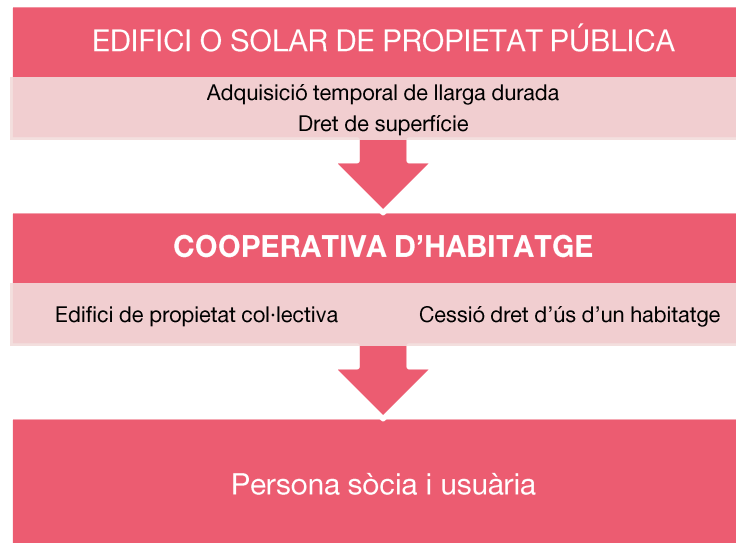 EDIFICI O SOLAR DE PROPIETAT PÚBLICA
Adquisició temporal de llarga durada
Dret de superfície
COOPERATIVA D’HABITATGE
Edifici de propietat col·lectiva
Cessió dret d’ús d’un habitatge
Persona sòcia i usuària